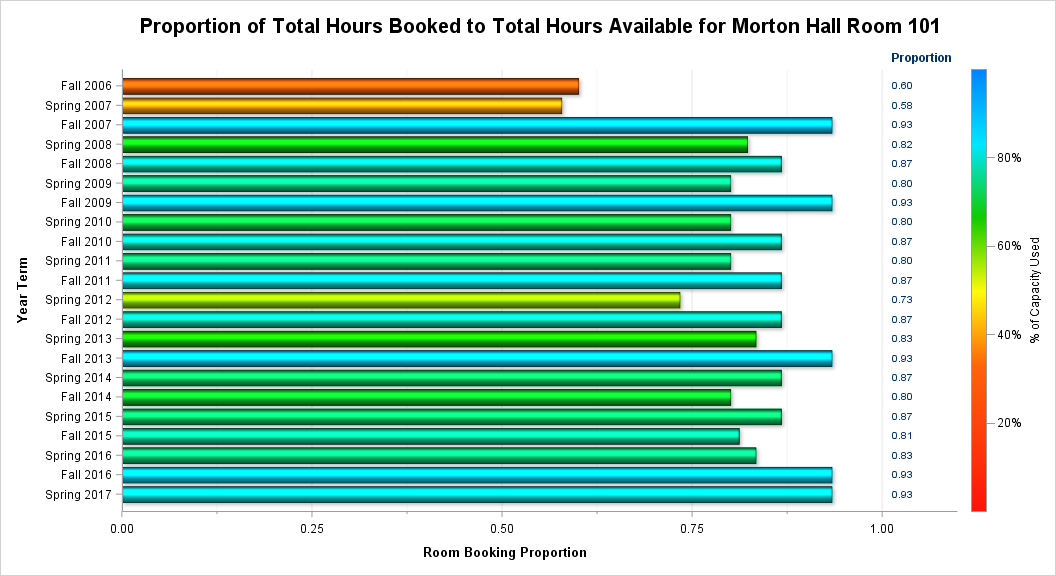 Proportion of Total Hours Booked to Total Hours Available for Morton Hall Room 101
Proportion
Fall 2006 0.60
Spring 2007 0.58
Fall 2007 0.93
Spring 2008 0.82
Fall 2008 0.87
Spring 2009 0.80
Fall 2009 0.93
Spring 2010 0.80
Fall 2010 0.87
Spring 2011 0.80
Fall 2011 0.87
Spring 2012 0.73
Fall 2012 0.87
Spring 2013 0.83
Fall 2013 0.93
Spring 2014 0.87
Fall 2014 0.80
Spring 2015 0.87
Fall 2015 0.81
Spring 2016 0.83
Fall 2016 0.93
Spring 2017 0.93
0.00 0.25 0.50 0.75 1.00
Room Booking Proportion
Year Term
80%
60%
40%
20%
% of Capacity Used